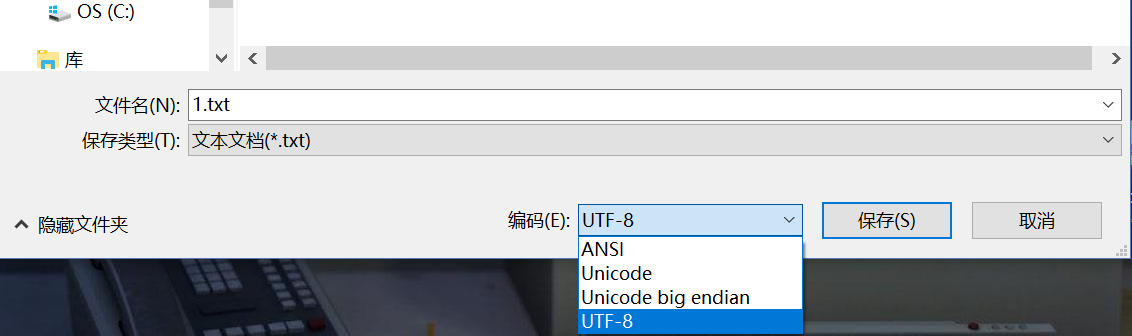 OS (C:)
库
文件名(N): 1.txt
保存类型(T): 文本文档(*.txt)
隐藏文件夹 编码(E): UTF-8 保存(S) 取消
ANSI
Unicode
Unicode big endian
UTF-8